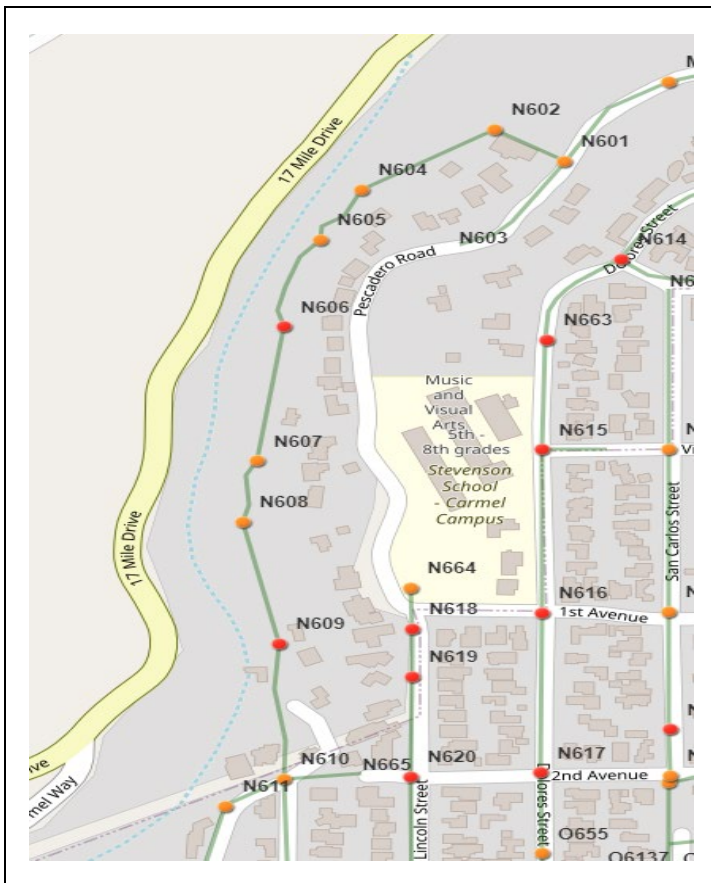 N602
17 Mile Drive
N601
N604
N605
N603
N614
Dolores Street
Pescadero Road
N606
N663
Music
and
Visual
Arts
5th -
8th grades
N615
Stevenson
School
- Carmel
Campus
N607
N608
San Carlos Street
17 Mile Drive
N664
N616
N618
1st Avenue
N609
N619
N610
N665
N620
N617
2nd Avenue
N611
Lincoln Street
Dolores Street
O655
O6137